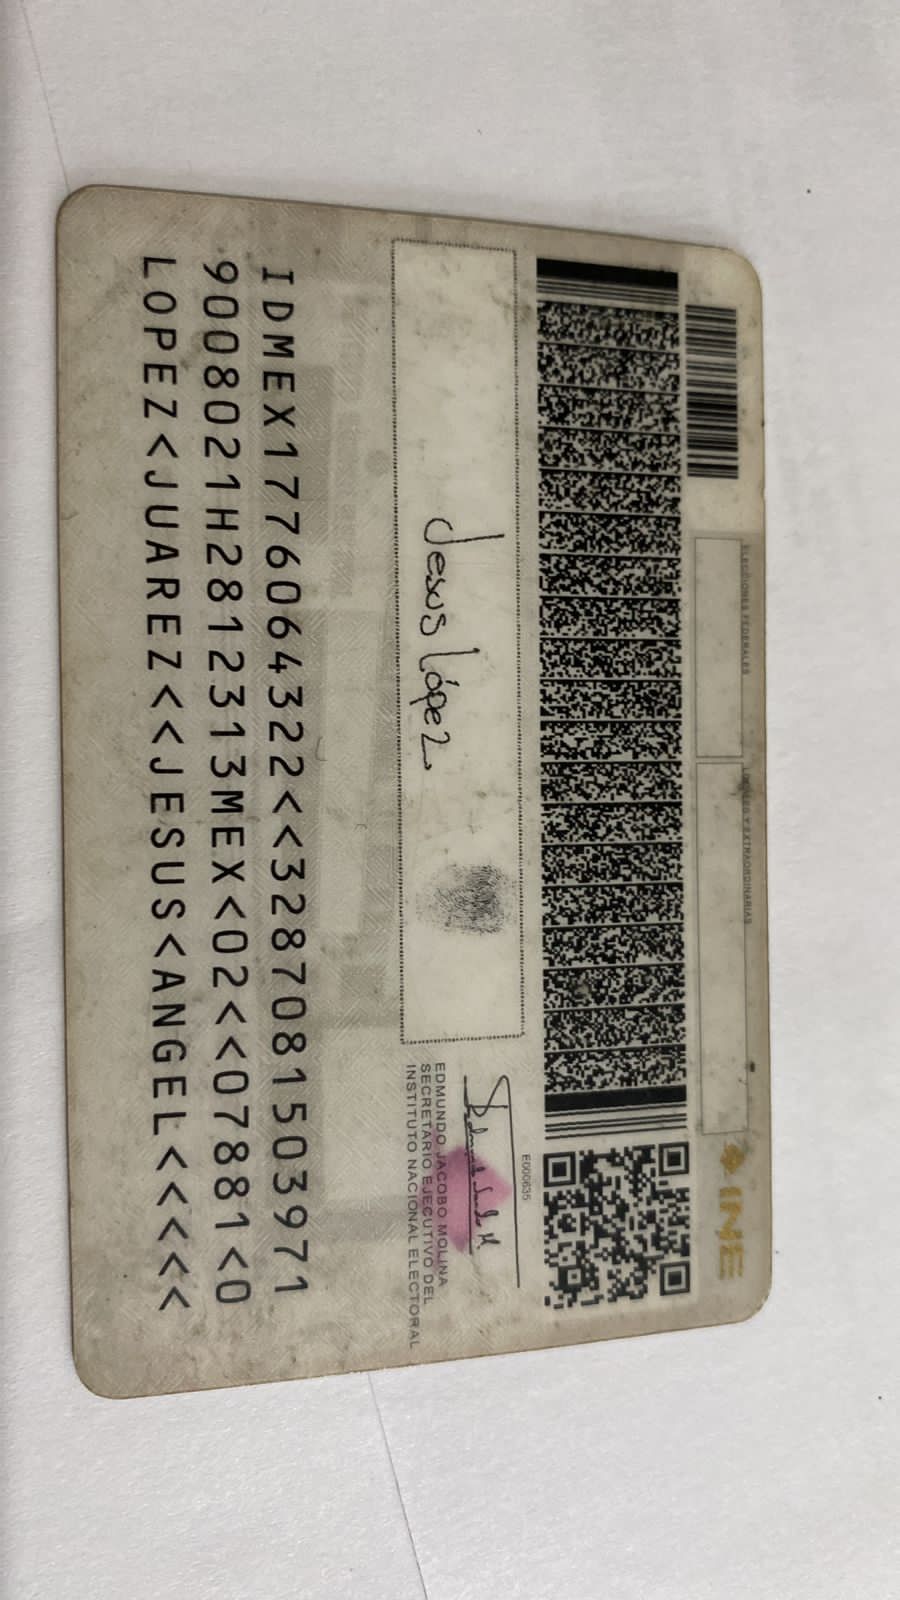 ELECCIONES FEDERALES
LOCALES Y EXTRAORDINARIAS
INE
E000635
Jesus López
EDMUNDO JACOBO MOLINA
SECRETARIO EJECUTIVO DEL
INSTITUTO NACIONAL ELECTORAL
IDMEX1776064322<<3287081503971
9008021H2812313MEX<02<<07881<0
LOPEZ<JUAREZ<<JESUS<ANGEL<<<<<